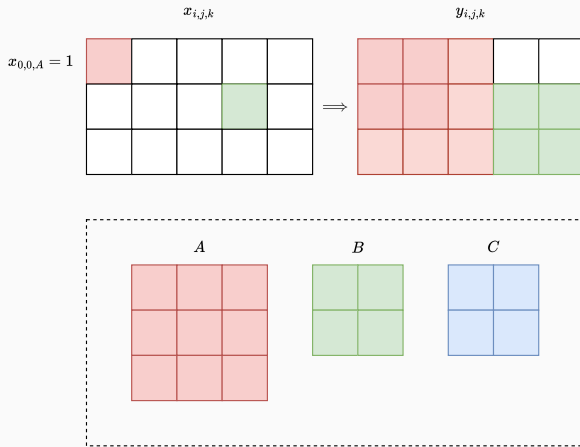 x_{i,j,k} y_{i,j,k}
x_{0,0,A} = 1
⟹
A B C